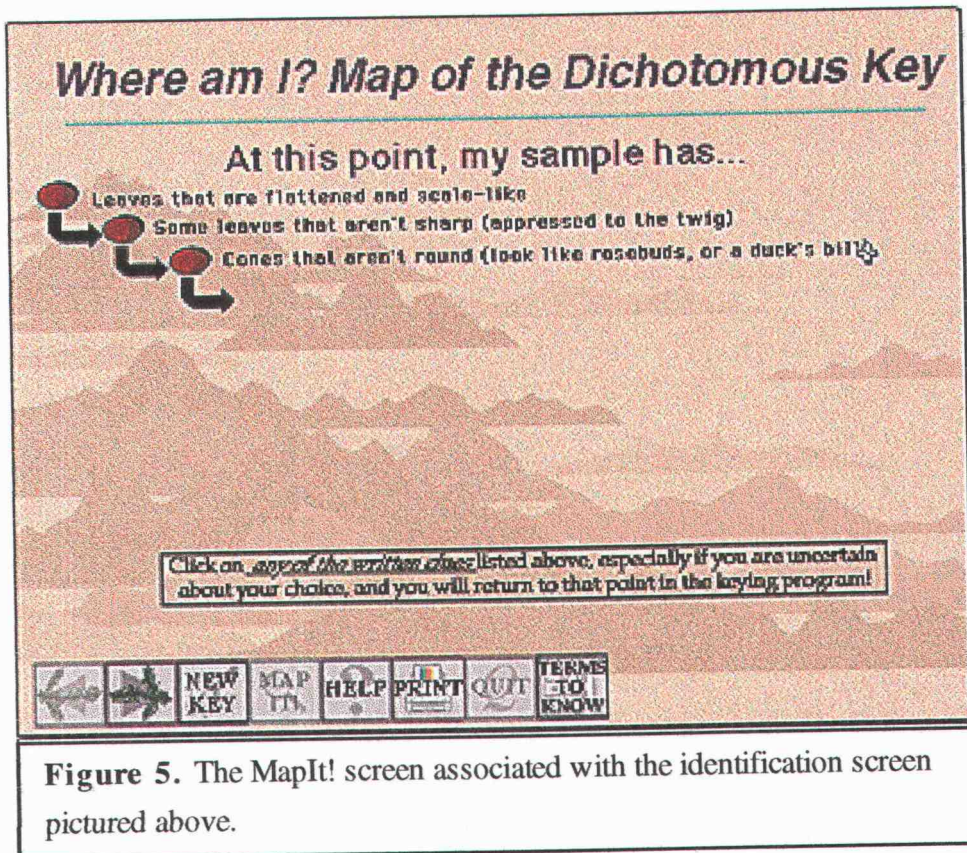 Where am I? Map of the Dichotomous Key
At this point, my sample has...
Leaves that are flattened and scale-like
Some leaves that aren't sharp (appressed to the twig)
Cones that aren't round (look like rosebuds, or a duck's bill
Click on any of the written clues listed above, especially if you are uncertain
about your choice, and you will return to that point in the keying program!
NEW
KEY
MAP
IT!
HELP
PRINT
QUIT
TERMS
TO
KNOW
Figure 5. The MapIt! screen associated with the identification screen
pictured above.